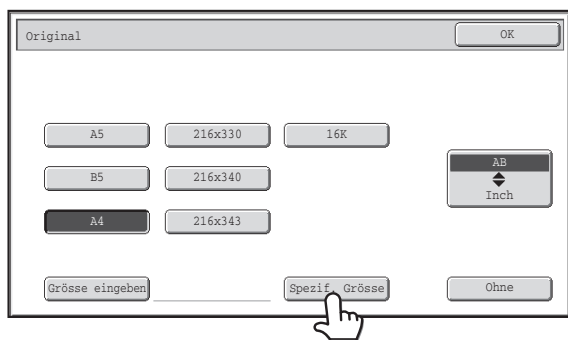 Original
OK
A5
216x330
16K
B5
216x340
A4
216x343
AB
Inch
Grösse eingeben
Spezif. Grösse
Ohne